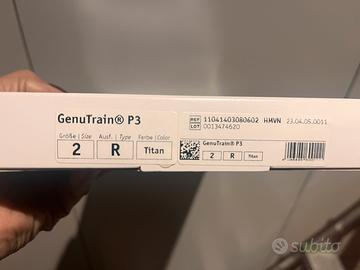 GenuTrain® P3
Größe | Size
Ausf. | Type
Farbe | Color
2
R
Titan
REF 11041403080602 HMVN 23.04.05.0011
LOT 0013474620
GenuTrain® P3
2
R
Titan
subito